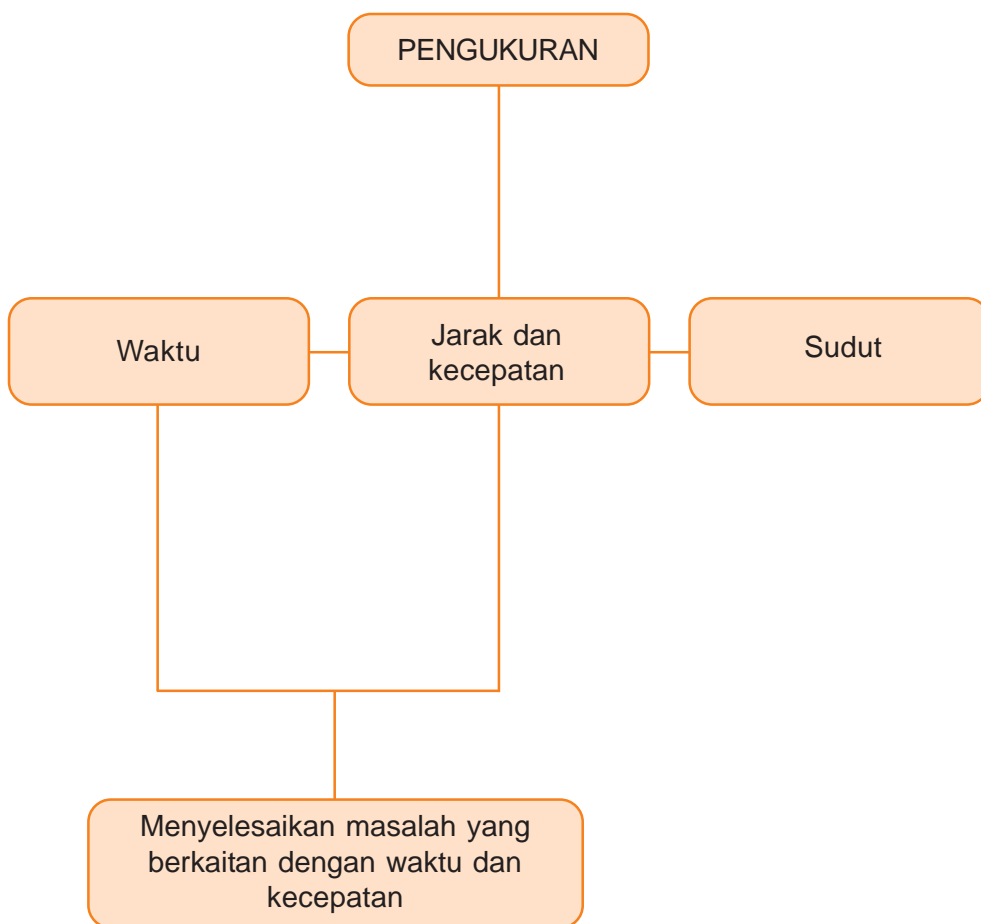 PENGUKURAN
Waktu
Jarak dan
kecepatan
Sudut
Menyelesaikan masalah yang
berkaitan dengan waktu dan
kecepatan